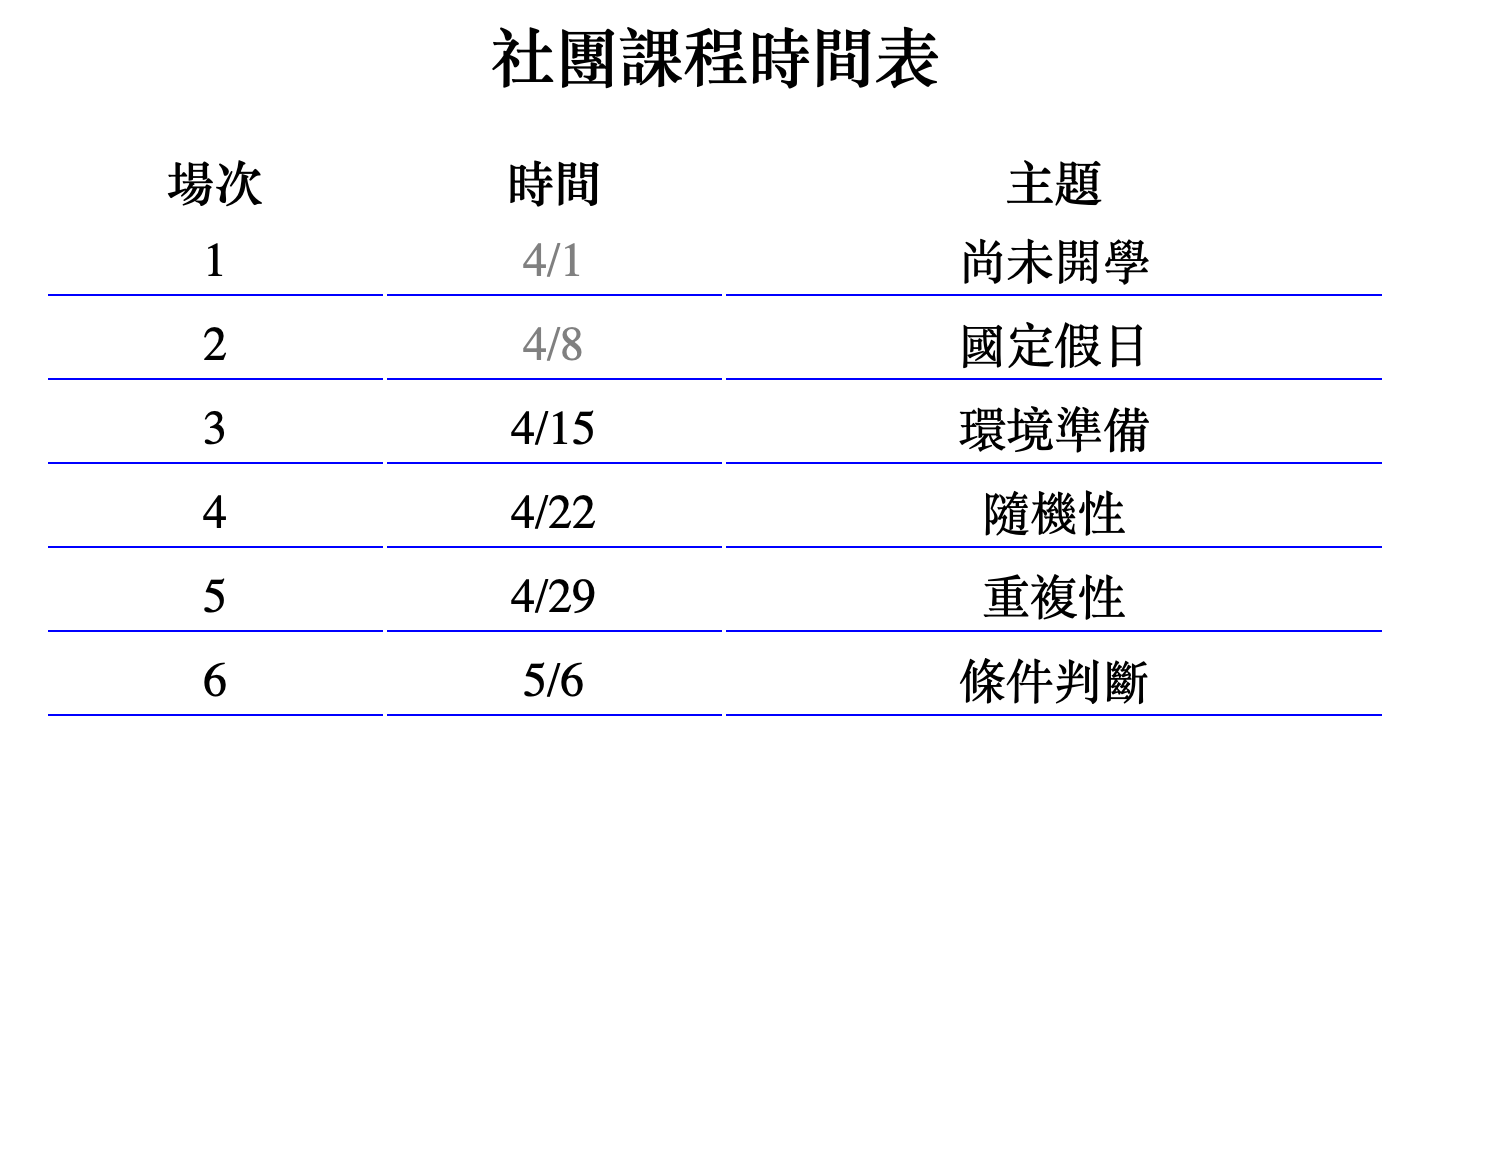 社團課程時間表
場次 時間 主題
1 4/1 尚未開學
2 4/8 國定假日
3 4/15 環境準備
4 4/22 隨機性
5 4/29 重複性
6 5/6 條件判斷